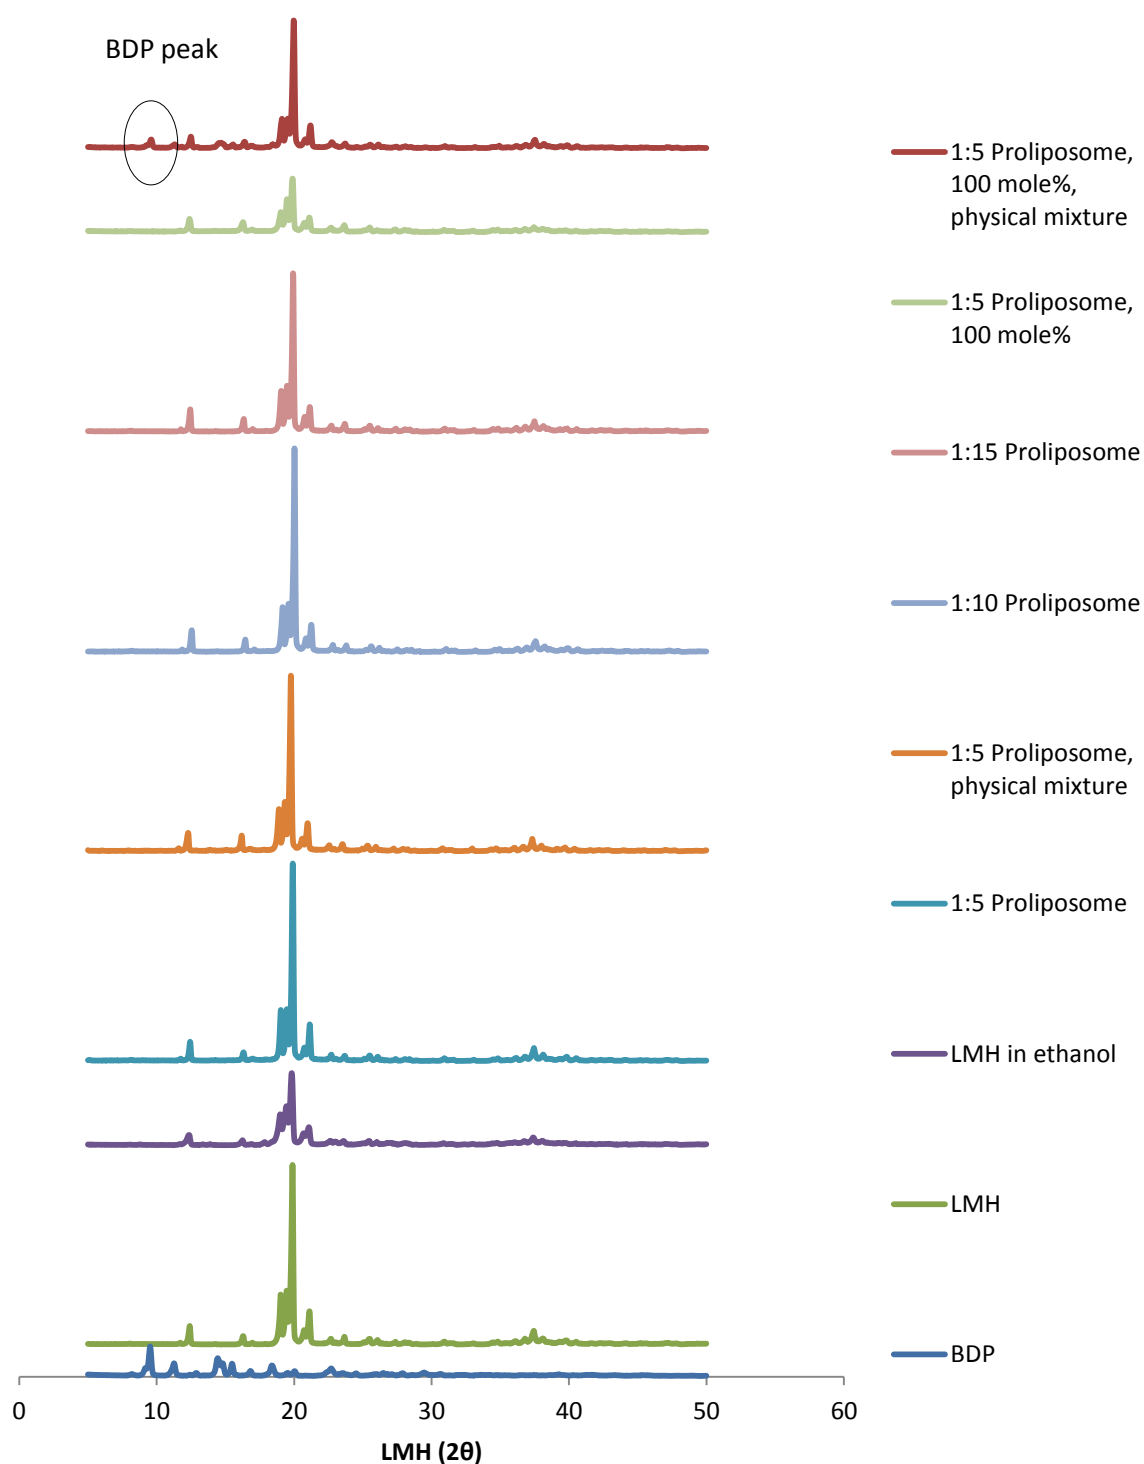 BDP peak
1:5 Proliposome,
100 mole%,
physical mixture
1:5 Proliposome,
100 mole%
1:15 Proliposome
1:10 Proliposome
1:5 Proliposome,
physical mixture
1:5 Proliposome
LMH in ethanol
LMH
BDP
0 10 20 30 40 50 60
LMH (2θ)